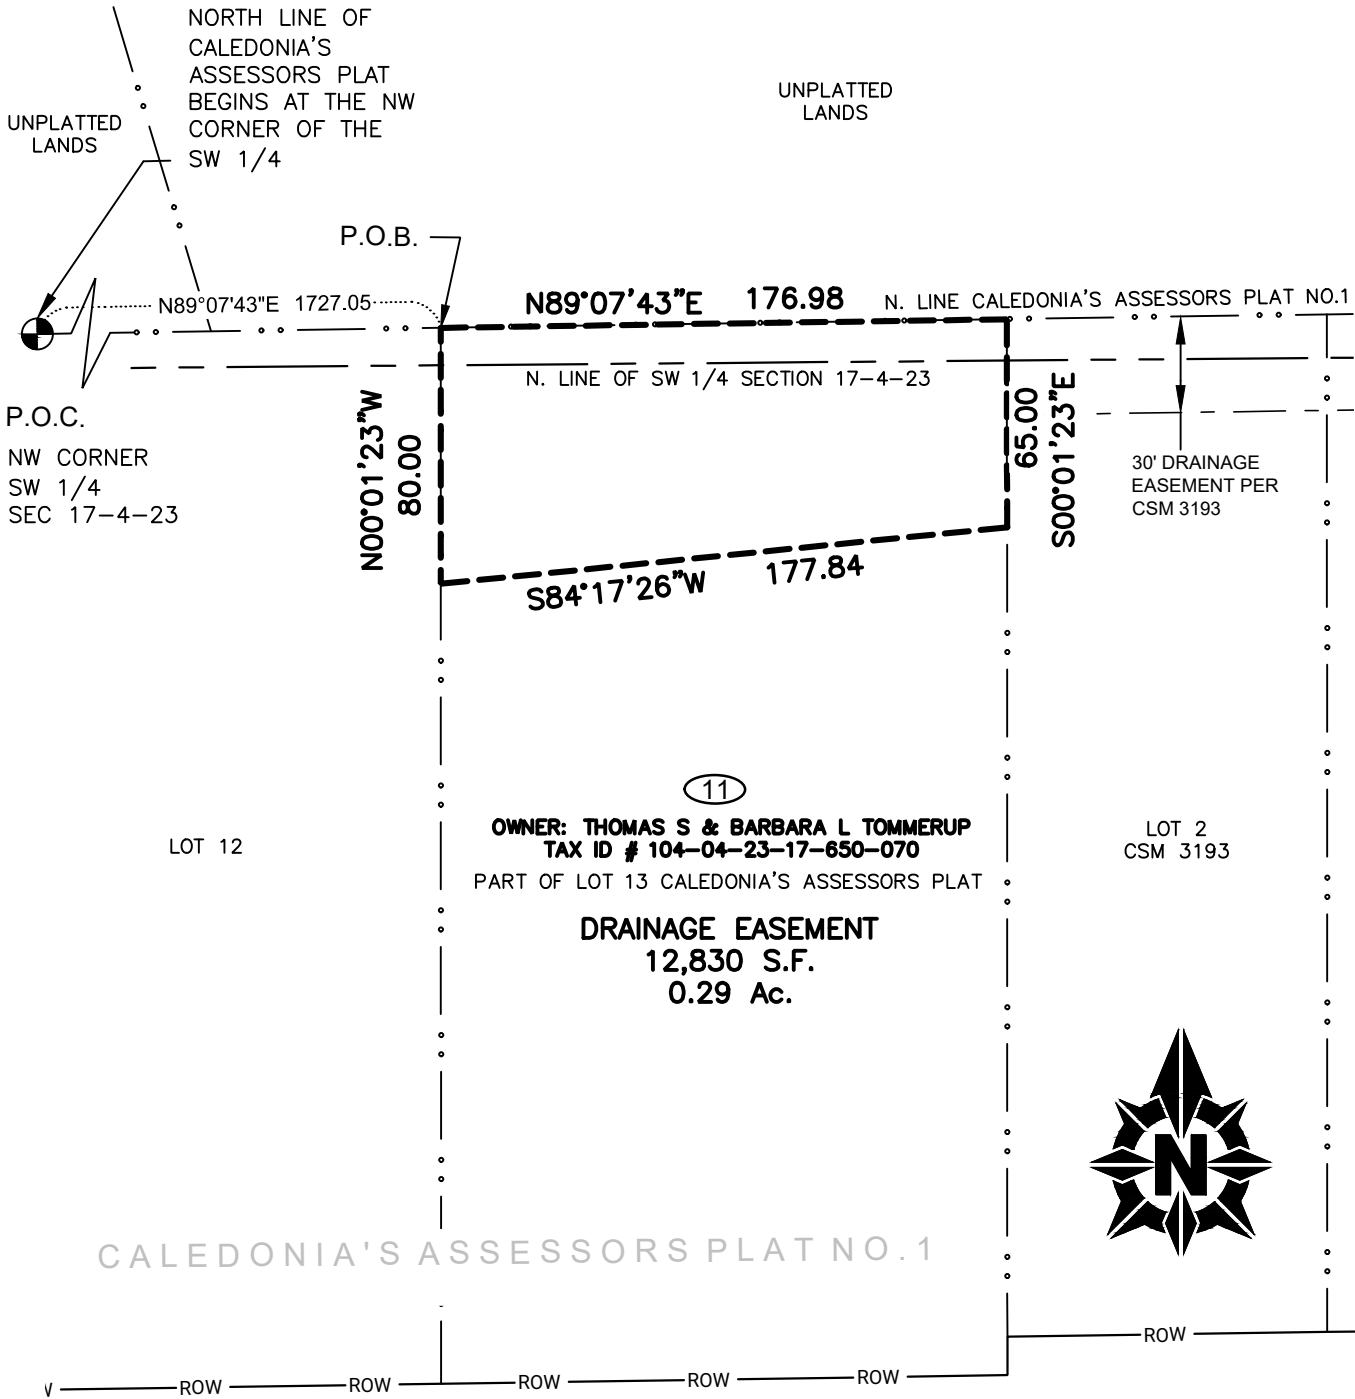 NORTH LINE OF
CALEDONIA'S
ASSESSORS PLAT
BEGINS AT THE NW
CORNER OF THE
SW 1/4
UNPLATTED
LANDS
UNPLATTED
LANDS
P.O.B.
N89°07'43"E 1727.05
N89°07'43"E 176.98
N. LINE CALEDONIA'S ASSESSORS PLAT NO.1
N. LINE OF SW 1/4 SECTION 17-4-23
P.O.C.
NW CORNER
SW 1/4
SEC 17-4-23
N00°01'23"W
80.00
65.00
S00°01'23"E
30' DRAINAGE
EASEMENT PER
CSM 3193
S84°17'26"W 177.84
11
OWNER: THOMAS S & BARBARA L TOMMERUP
TAX ID # 104-04-23-17-650-070
PART OF LOT 13 CALEDONIA'S ASSESSORS PLAT
DRAINAGE EASEMENT
12,830 S.F.
0.29 Ac.
LOT 12
LOT 2
CSM 3193
N
CALEDONIA'S ASSESSORS PLAT NO.1
ROW
ROW ROW ROW ROW ROW